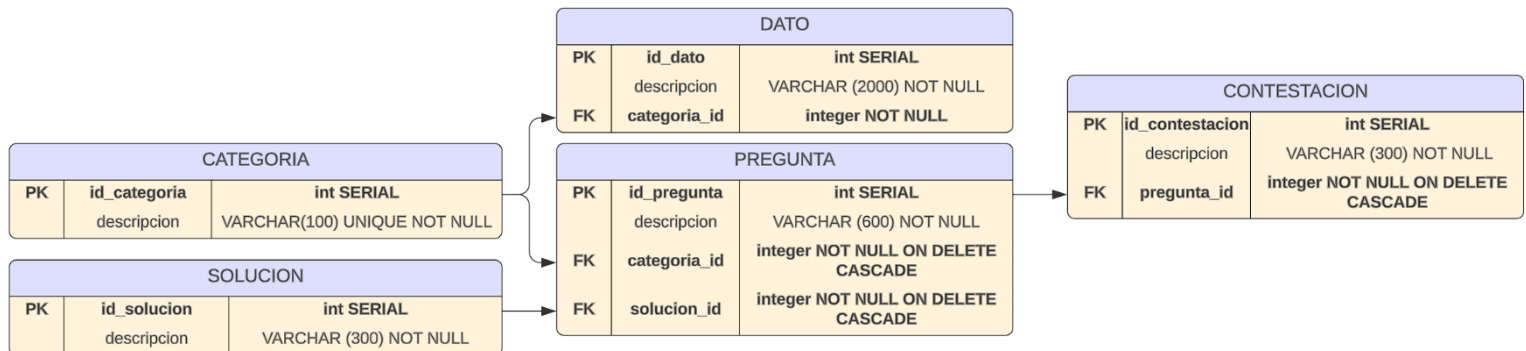 CATEGORIA
PK id_categoria int SERIAL
descripcion VARCHAR(100) UNIQUE NOT NULL
SOLUCION
PK id_solucion int SERIAL
descripcion VARCHAR (300) NOT NULL
DATO
PK id_dato int SERIAL
descripcion VARCHAR (2000) NOT NULL
FK categoria_id integer NOT NULL
PREGUNTA
PK id_pregunta int SERIAL
descripcion VARCHAR (600) NOT NULL
FK categoria_id integer NOT NULL ON DELETE
CASCADE
FK solucion_id integer NOT NULL ON DELETE
CASCADE
CONTESTACION
PK id_contestacion int SERIAL
descripcion VARCHAR (300) NOT NULL
FK pregunta_id integer NOT NULL ON DELETE
CASCADE